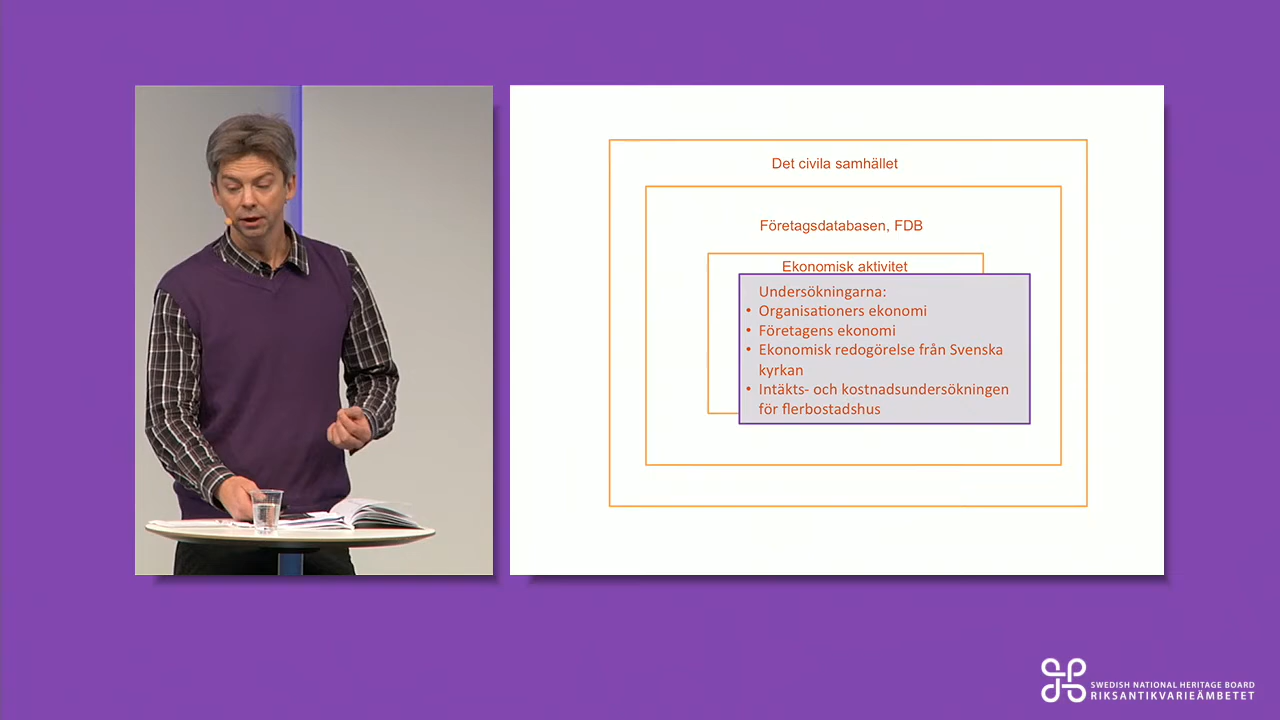 Det civila samhället
Företagsdatabasen, FDB
Ekonomisk aktivitet
Undersökningarna:
• Organisationers ekonomi
• Företagens ekonomi
• Ekonomisk redogörelse från Svenska
kyrkan
• Intäkts- och kostnadsundersökningen
för flerbostadshus
SWEDISH NATIONAL HERITAGE BOARD
RIKSANTIKVARIEÄMBETET